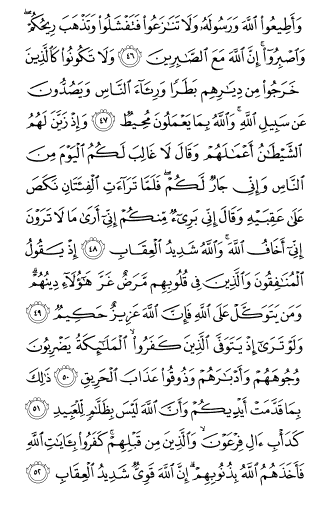 وَأَطِيعُوا۟ ٱللَّهَ وَرَسُولَهُۥ وَلَا تَنَـٰزَعُوا۟ فَتَفْشَلُوا۟ وَتَذْهَبَ رِيحُكُمْ ۖ
وَٱصْبِرُوٓا۟ ۚ إِنَّ ٱللَّهَ مَعَ ٱلصَّـٰبِرِينَ ﴿٤٦﴾ وَلَا تَكُونُوا۟ كَٱلَّذِينَ
خَرَجُوا۟ مِن دِيَـٰرِهِم بَطَرًا وَرِئَآءَ ٱلنَّاسِ وَيَصُدُّونَ
عَن سَبِيلِ ٱللَّهِ ۚ وَٱللَّهُ بِمَا يَعْمَلُونَ مُحِيطٌ ﴿٤٧﴾ وَإِذْ زَيَّنَ لَهُمُ
ٱلشَّيْطَـٰنُ أَعْمَـٰلَهُمْ وَقَالَ لَا غَالِبَ لَكُمُ ٱلْيَوْمَ مِنَ
ٱلنَّاسِ وَإِنِّى جَارٌ لَّكُمْ ۖ فَلَمَّا تَرَآءَتِ ٱلْفِئَتَانِ نَكَصَ
عَلَىٰ عَقِبَيْهِ وَقَالَ إِنِّى بَرِىٓءٌ مِّنكُمْ إِنِّىٓ أَرَىٰ مَا لَا تَرَوْنَ
إِنِّىٓ أَخَافُ ٱللَّهَ ۚ وَٱللَّهُ شَدِيدُ ٱلْعِقَابِ ﴿٤٨﴾ إِذْ يَقُولُ
ٱلْمُنَـٰفِقُونَ وَٱلَّذِينَ فِى قُلُوبِهِم مَّرَضٌ غَرَّ هَـٰٓؤُلَآءِ دِينُهُمْ ۗ
وَمَن يَتَوَكَّلْ عَلَى ٱللَّهِ فَإِنَّ ٱللَّهَ عَزِيزٌ حَكِيمٌ ﴿٤٩﴾
وَلَوْ تَرَىٰٓ إِذْ يَتَوَفَّى ٱلَّذِينَ كَفَرُوا۟ ۙ ٱلْمَلَـٰٓئِكَةُ يَضْرِبُونَ
وُجُوهَهُمْ وَأَدْبَـٰرَهُمْ وَذُوقُوا۟ عَذَابَ ٱلْحَرِيقِ ﴿٥٠﴾ ذَٰلِكَ
بِمَا قَدَّمَتْ أَيْدِيكُمْ وَأَنَّ ٱللَّهَ لَيْسَ بِظَلَّـٰمٍ لِّلْعَبِيدِ ﴿٥١﴾
كَدَأْبِ ءَالِ فِرْعَوْنَ ۙ وَٱلَّذِينَ مِن قَبْلِهِمْ ۚ كَفَرُوا۟ بِـَٔايَـٰتِ ٱللَّهِ
فَأَخَذَهُمُ ٱللَّهُ بِذُنُوبِهِمْ ۗ إِنَّ ٱللَّهَ قَوِىٌّ شَدِيدُ ٱلْعِقَابِ ﴿٥٢﴾